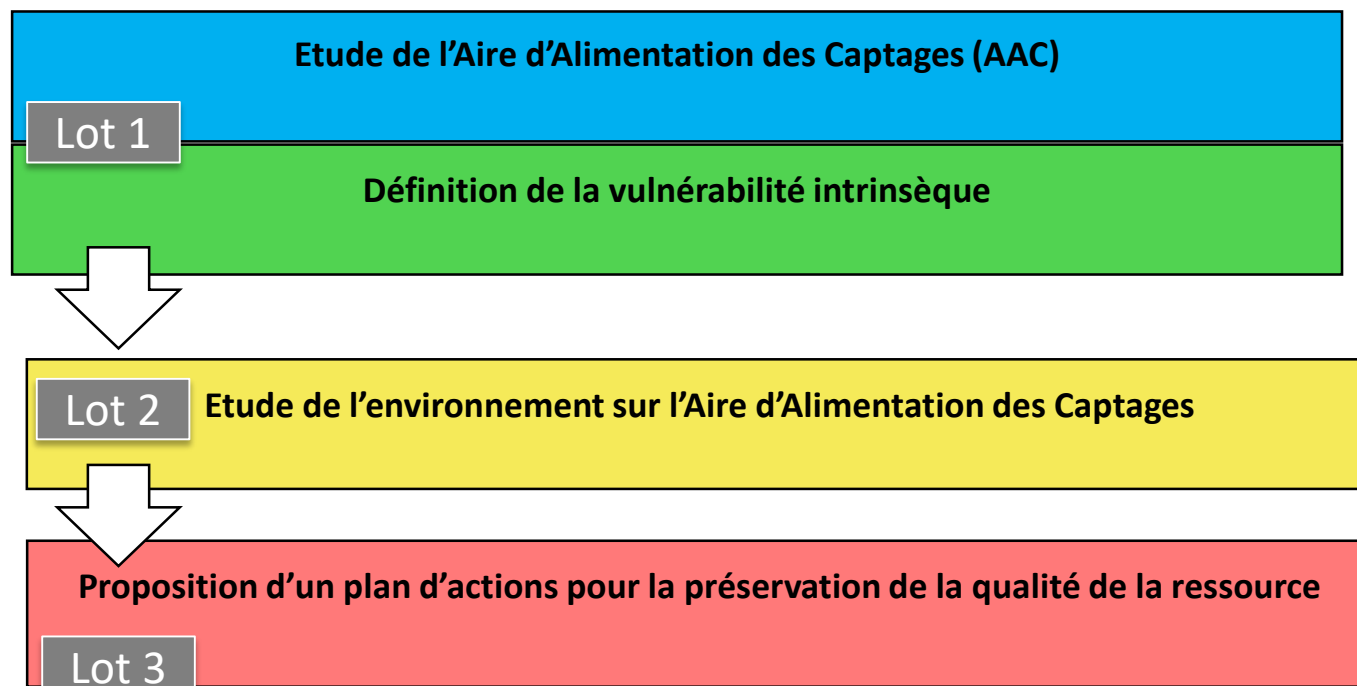 Etude de l’Aire d’Alimentation des Captages (AAC)
Lot 1
Définition de la vulnérabilité intrinsèque
Lot 2
Etude de l’environnement sur l’Aire d’Alimentation des Captages
Proposition d’un plan d’actions pour la préservation de la qualité de la ressource
Lot 3